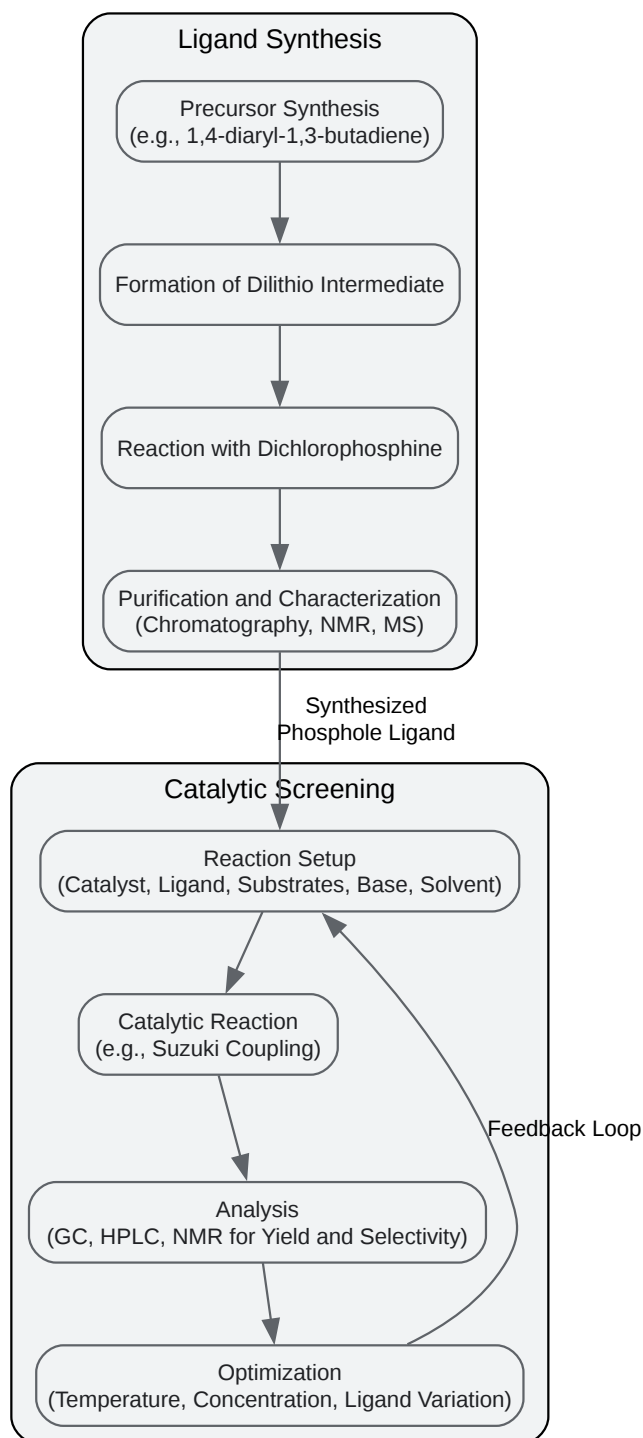 Ligand Synthesis
Precursor Synthesis
(e.g., 1,4-diaryl-1,3-butadiene)
Formation of Dilithio Intermediate
Reaction with Dichlorophosphine
Purification and Characterization
(Chromatography, NMR, MS)
Synthesized
Phosphole Ligand
Catalytic Screening
Reaction Setup
(Catalyst, Ligand, Substrates, Base, Solvent)
Catalytic Reaction
(e.g., Suzuki Coupling)
Feedback Loop
Analysis
(GC, HPLC, NMR for Yield and Selectivity)
Optimization
(Temperature, Concentration, Ligand Variation)